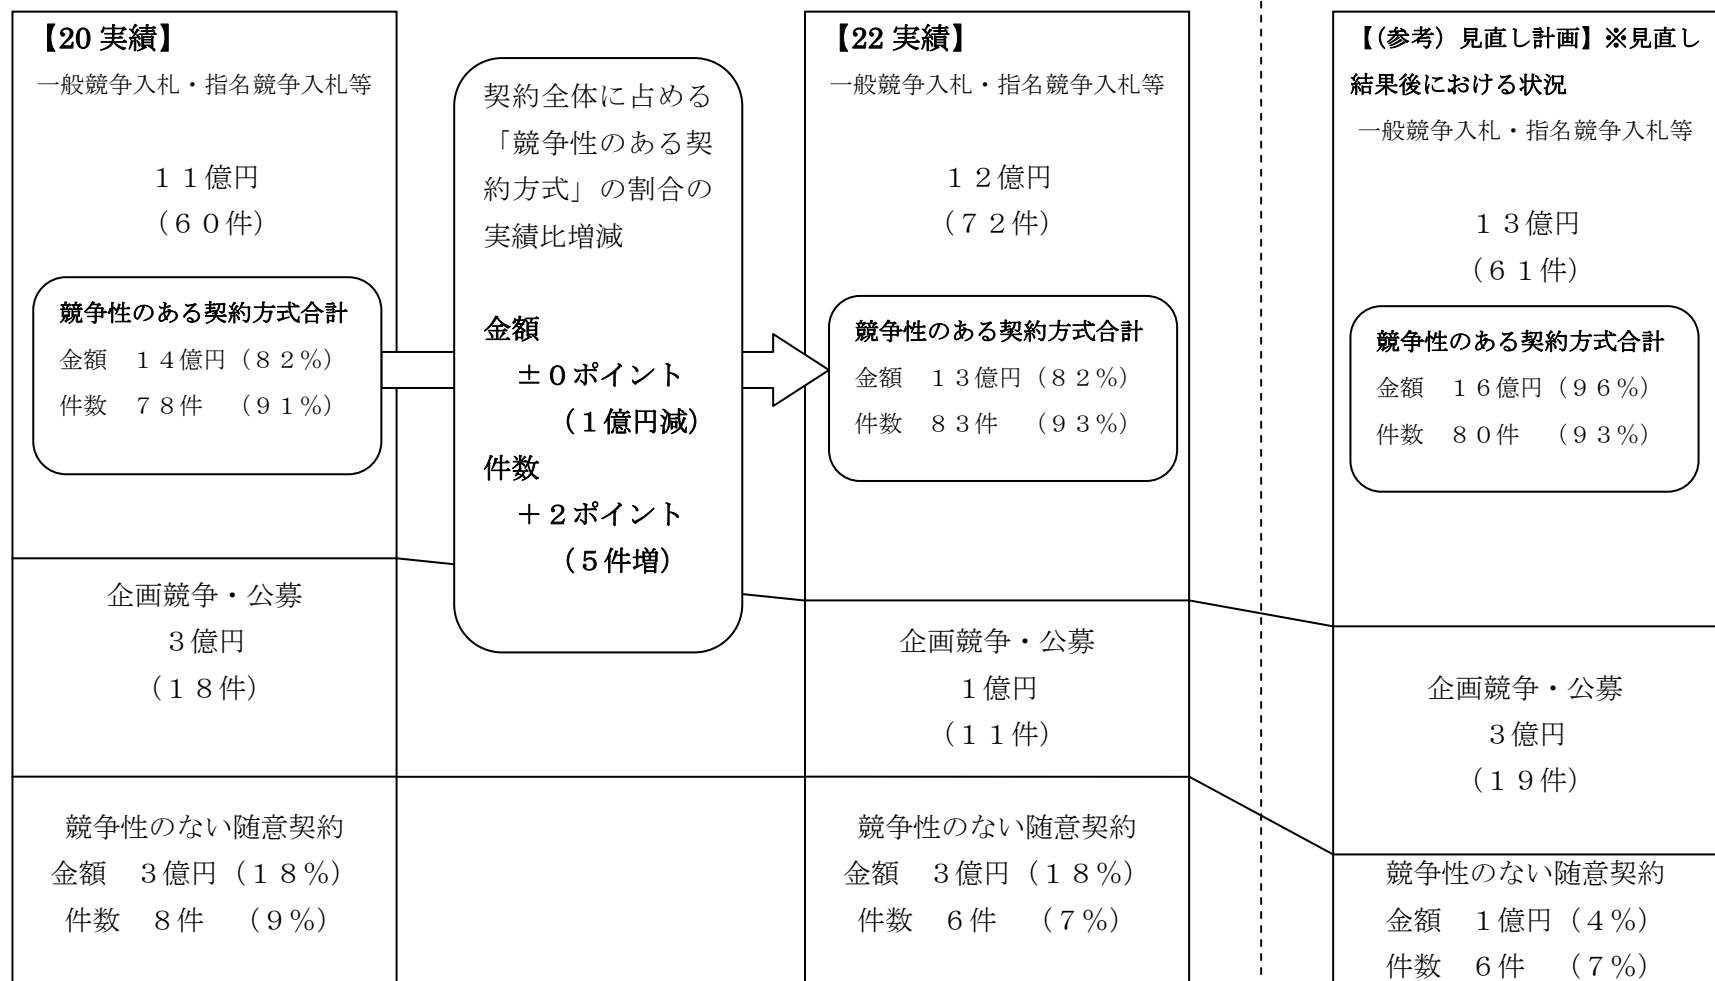 【20 実績】
一般競争入札・指名競争入札等
１１億円
（６０件）
競争性のある契約方式合計
金額　１４億円（８２％）
件数　７８件　（９１％）
企画競争・公募
３億円
（１８件）
競争性のない随意契約
金額　３億円（１８％）
件数　８件　（９％）
契約全体に占める
「競争性のある契
約方式」の割合の
実績比増減
金額
±０ポイント
（１億円減）
件数
＋２ポイント
（５件増）
【22 実績】
一般競争入札・指名競争入札等
１２億円
（７２件）
競争性のある契約方式合計
金額　１３億円（８２％）
件数　８３件　（９３％）
企画競争・公募
１億円
（１１件）
競争性のない随意契約
金額　３億円（１８％）
件数　６件　（７％）
【(参考）見直し計画】※見直し
結果後における状況
一般競争入札・指名競争入札等
１３億円
（６１件）
競争性のある契約方式合計
金額　１６億円（９６％）
件数　８０件　（９３％）
企画競争・公募
３億円
（１９件）
競争性のない随意契約
金額　１億円（４％）
件数　６件　（７％）